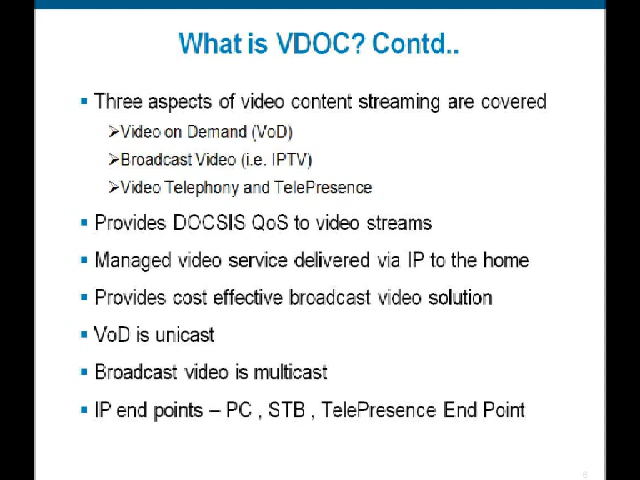 What is VDOC? Contd..
▪ Three aspects of video content streaming are covered
➢Video on Demand (VoD)
➢Broadcast Video (i.e. IPTV)
➢Video Telephony and TelePresence
▪ Provides DOCSIS QoS to video streams
▪ Managed video service delivered via IP to the home
▪ Provides cost effective broadcast video solution
▪ VoD is unicast
▪ Broadcast video is multicast
▪ IP end points – PC , STB , TelePresence End Point
6